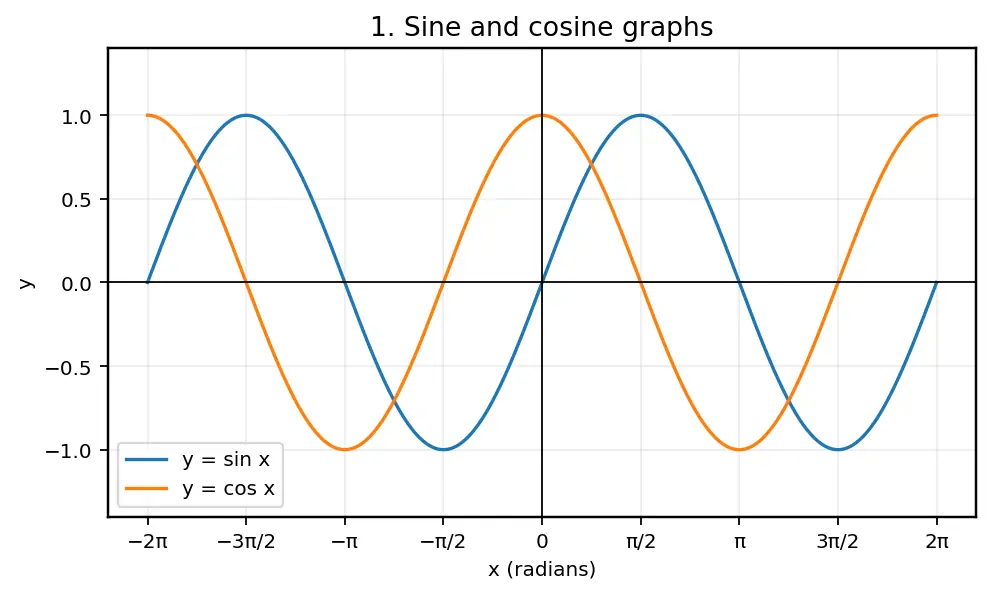 1. Sine and cosine graphs
y
1.0
0.5
0.0
−0.5
−1.0
y = sin x
y = cos x
−2π −3π/2 −π −π/2 0 π/2 π 3π/2 2π
x (radians)